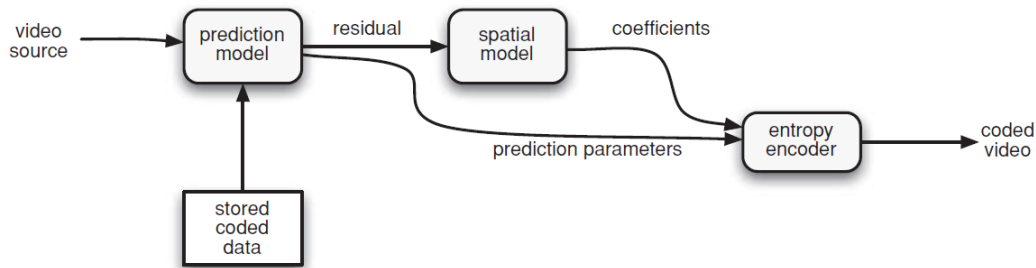 video
source
prediction
model
residual
spatial
model
coefficients
prediction parameters
entropy
encoder
coded
video
stored
coded
data